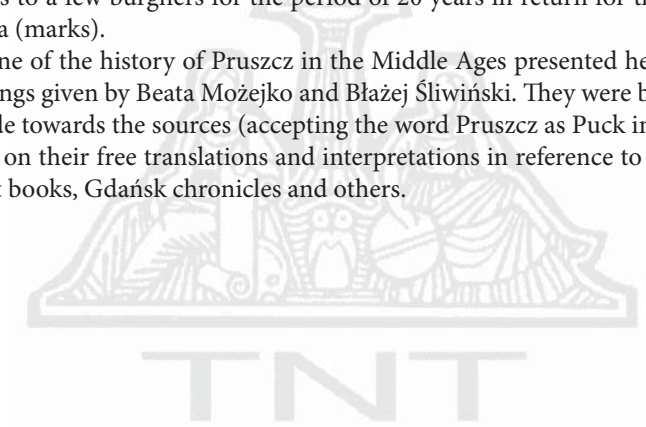 s to a few burghers for the period of 20 years in return for th
a (marks).
ne of the history of Pruszcz in the Middle Ages presented he
ngs given by Beata Możejko and Błażej Śliwiński. They were b
de towards the sources (accepting the word Pruszcz as Puck in
on their free translations and interpretations in reference to
t books, Gdańsk chronicles and others.
TNT